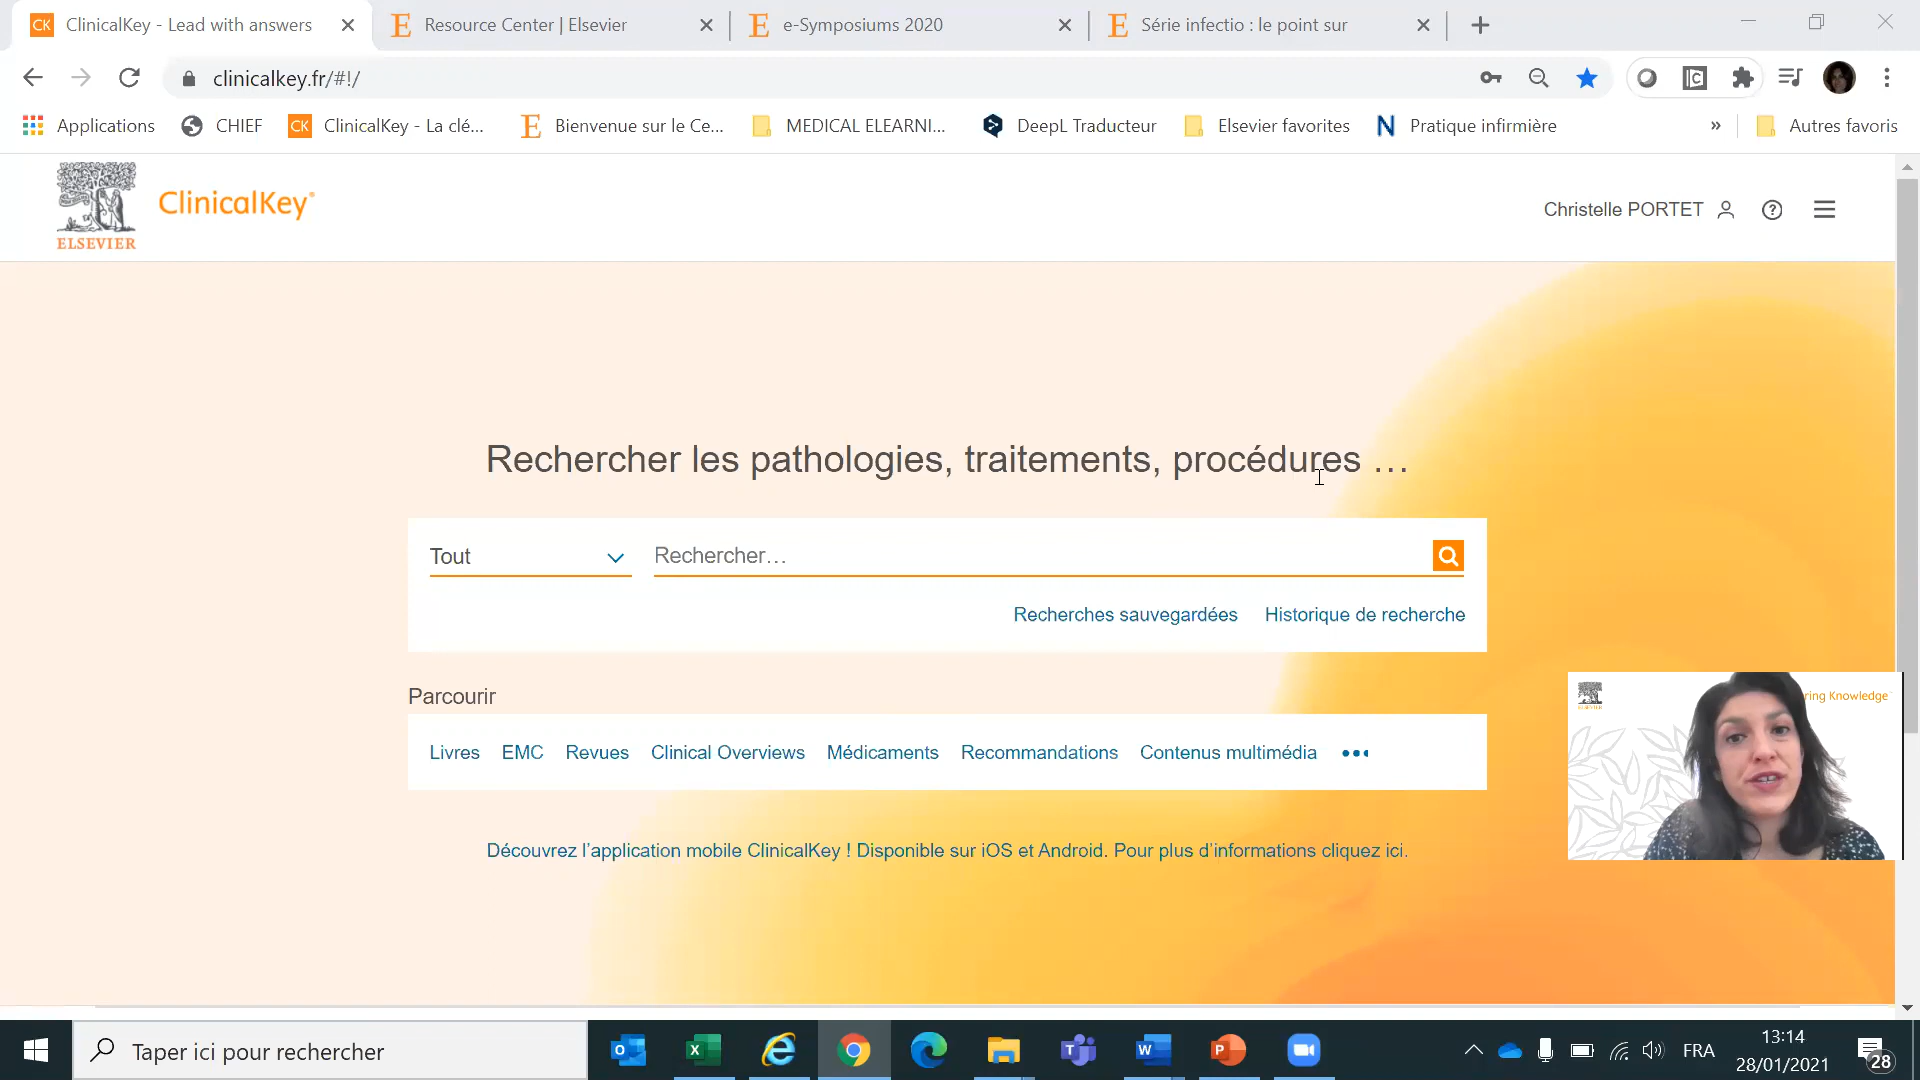 ClinicalKey - Lead with answers
Resource Center | Elsevier
e-Symposiums 2020
Série infectio : le point sur
clinicalkey.fr/#!/
Applications
CHIEF
CK
ClinicalKey - La clé...
Bienvenue sur le Ce...
MEDICAL ELEARNI...
DeepL Traducteur
Elsevier favorites
Pratique infirmière
»
Autres favoris
ELSEVIER
ClinicalKey
Christelle PORTET
Rechercher les pathologies, traitements, procédures ...
Tout
Rechercher...
Recherches sauvegardées
Historique de recherche
Parcourir
Livres
EMC
Revues
Clinical Overviews
Médicaments
Recommandations
Contenus multimédia
Découvrez l'application mobile ClinicalKey ! Disponible sur iOS et Android. Pour plus d'informations cliquez ici.
Knowledge
Taper ici pour rechercher
FRA
13:14
28/01/2021
28